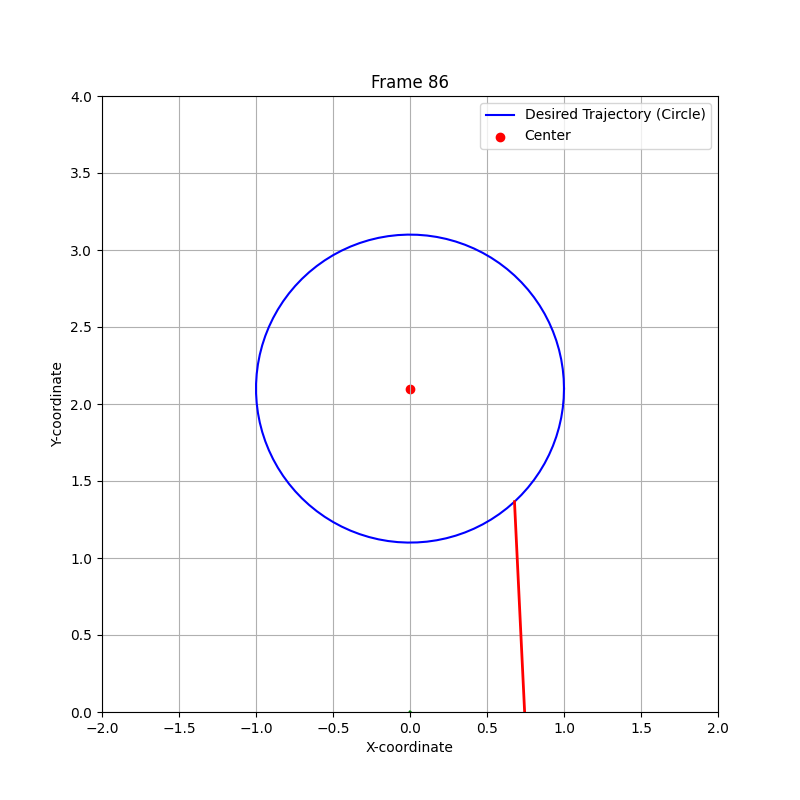 Frame 86
Desired Trajectory (Circle)
Center
4.0
3.5
3.0
2.5
2.0
1.5
1.0
0.5
0.0
Y-coordinate
−2.0 −1.5 −1.0 −0.5 0.0 0.5 1.0 1.5 2.0
X-coordinate